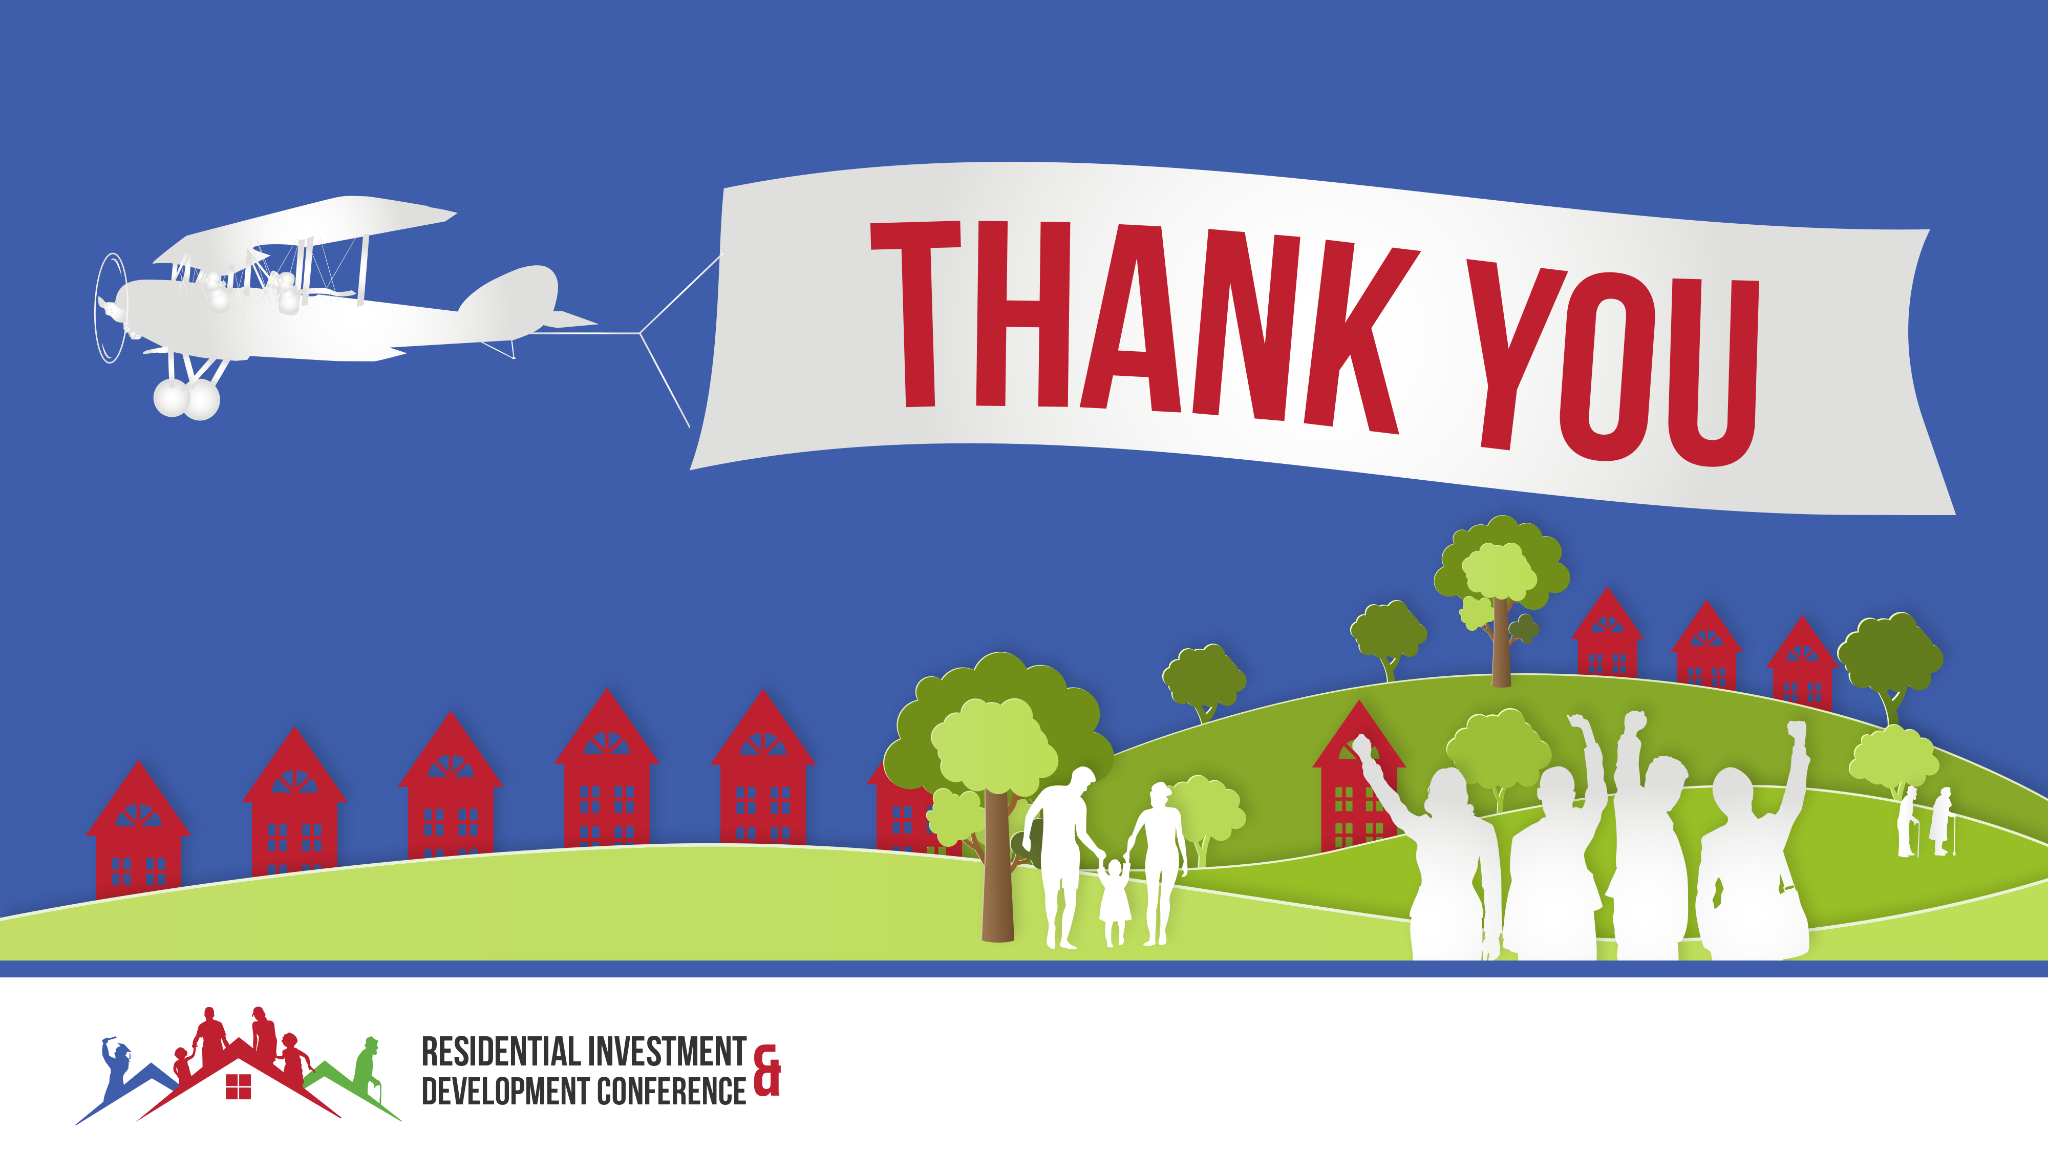 THANK YOU
RESIDENTIAL INVESTMENT &
DEVELOPMENT CONFERENCE